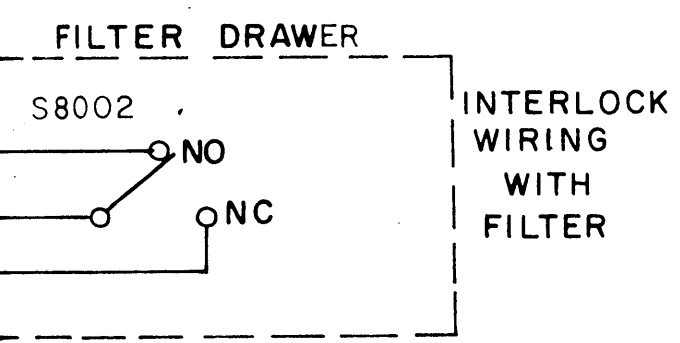 FILTER DRAWER
S8002
INTERLOCK
WIRING
WITH
FILTER
NO
NC